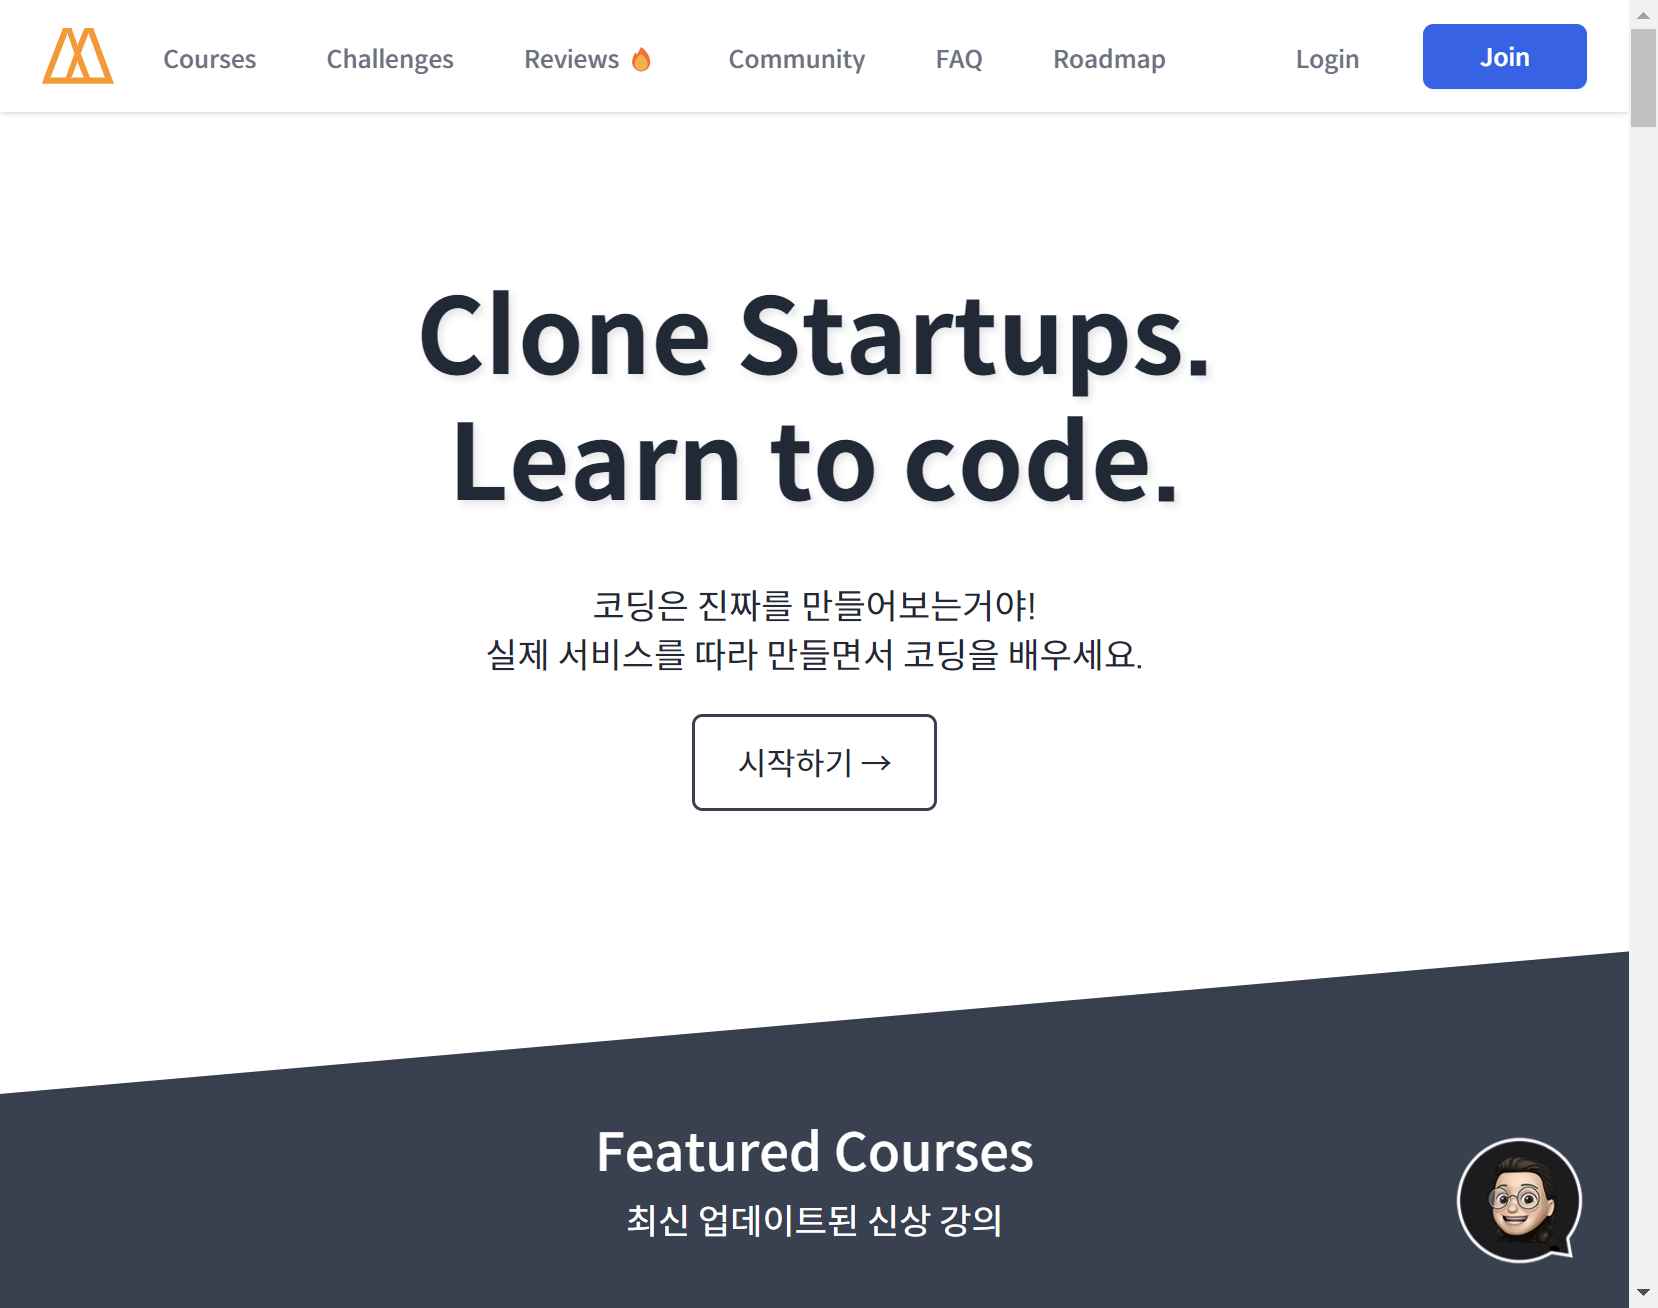 Courses Challenges Reviews 🔥 Community FAQ Roadmap Login Join
Clone Startups.
Learn to code.
코딩은 진짜를 만들어보는거야!
실제 서비스를 따라 만들면서 코딩을 배우세요.
시작하기 →
Featured Courses
최신 업데이트된 신상 강의